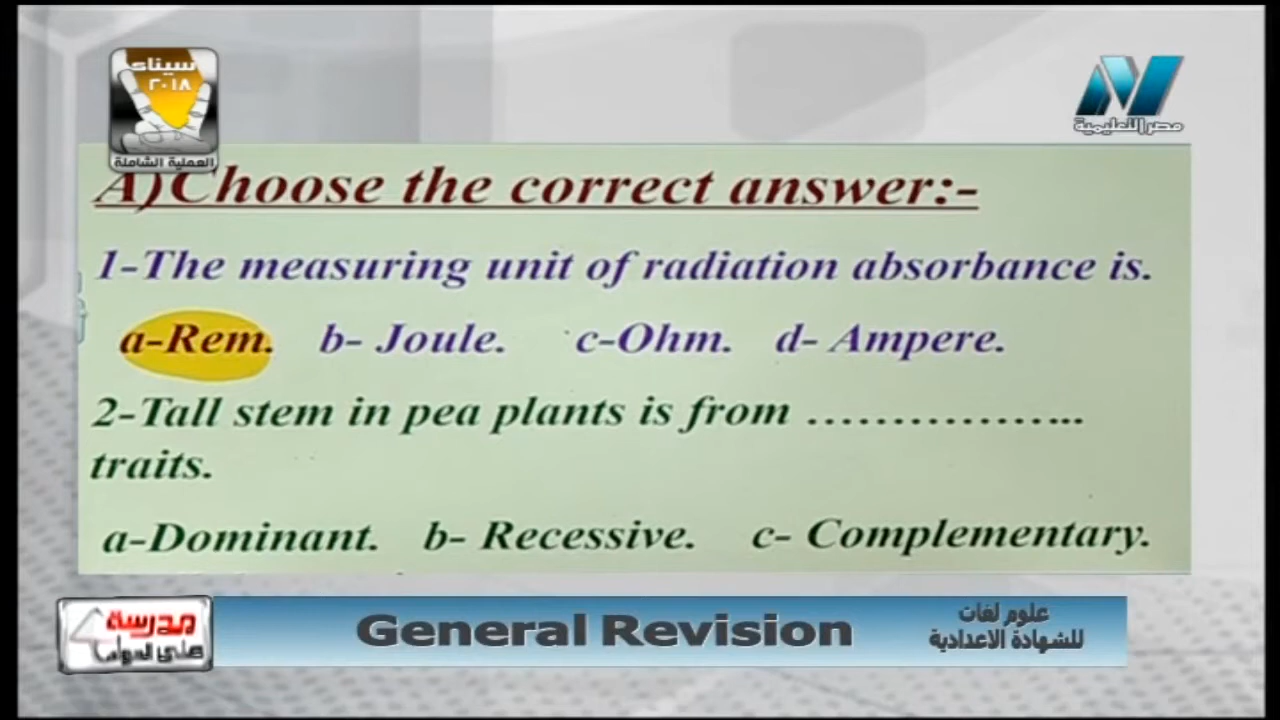 سيناء
٢٠١٨
العملية الشاملة
مصر التعليمية
A)Choose the correct answer:-
1-The measuring unit of radiation absorbance is.
a-Rem. b- Joule. c-Ohm. d- Ampere.
2-Tall stem in pea plants is from ……………..
traits.
a-Dominant. b- Recessive. c- Complementary.
مدرسة
على الهواء
General Revision
علوم لغات
للشهادة الاعدادية